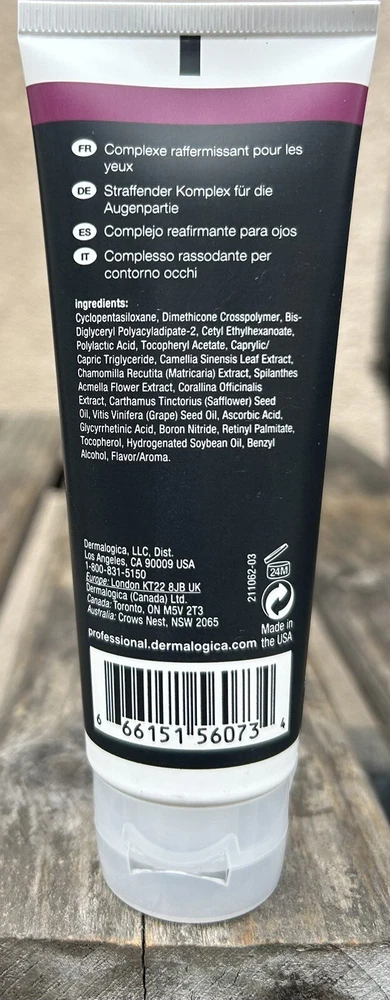 FR Complexe raffermissant pour les
yeux
DE Straffender Komplex für die
Augenpartie
ES Complejo reafirmante para ojos
IT Complesso rassodante per
contorno occhi
ingredients:
Cyclopentasiloxane, Dimethicone Crosspolymer, Bis-
Diglyceryl Polyacyladipate-2, Cetyl Ethylhexanoate,
Polylactic Acid, Tocopheryl Acetate, Caprylic/
Capric Triglyceride, Camellia Sinensis Leaf Extract,
Chamomilla Recutita (Matricaria) Extract, Spilanthes
Acmella Flower Extract, Corallina Officinalis
Extract, Carthamus Tinctorius (Safflower) Seed
Oil, Vitis Vinifera (Grape) Seed Oil, Ascorbic Acid,
Glycyrrhetinic Acid, Boron Nitride, Retinyl Palmitate,
Tocopherol, Hydrogenated Soybean Oil, Benzyl
Alcohol, Flavor/Aroma.
Dermalogica, LLC, Dist.
Los Angeles, CA 90009 USA
1-800-831-5150
Europe: London KT22 8JB UK
Dermalogica (Canada) Ltd.
Canada: Toronto, ON M5V 2T3
Australia: Crows Nest, NSW 2065
professional.dermalogica.com
211062-03
24M
Made in
the USA
6 66151 56073 4